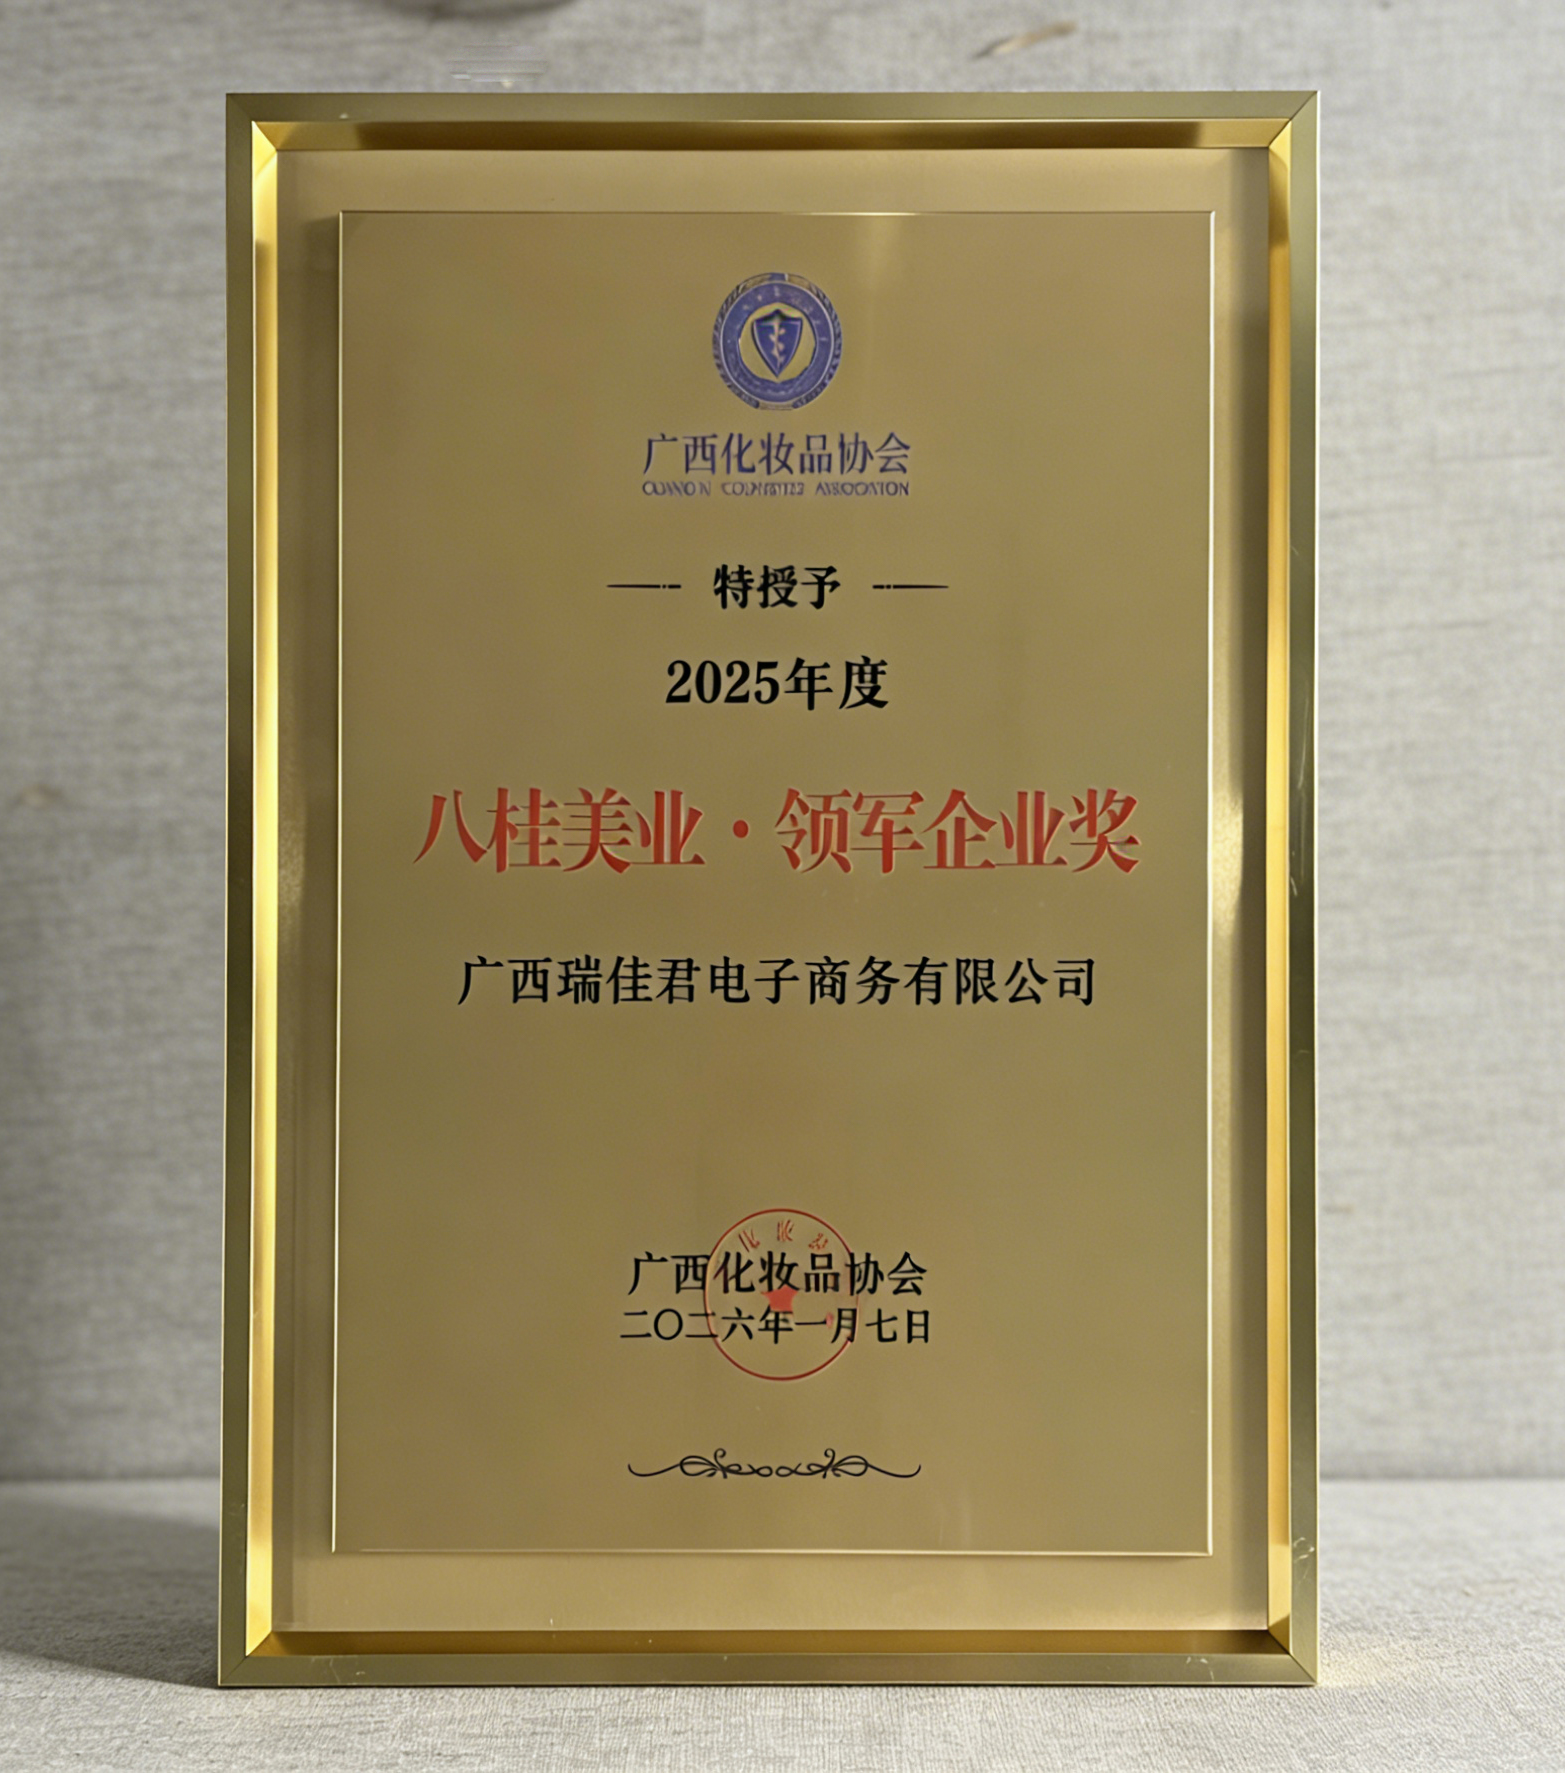 广西化妆品协会
特授予
2025年度
八桂美业·领军企业奖
广西瑞佳君电子商务有限公司
广西化妆品协会
二〇二六年一月七日